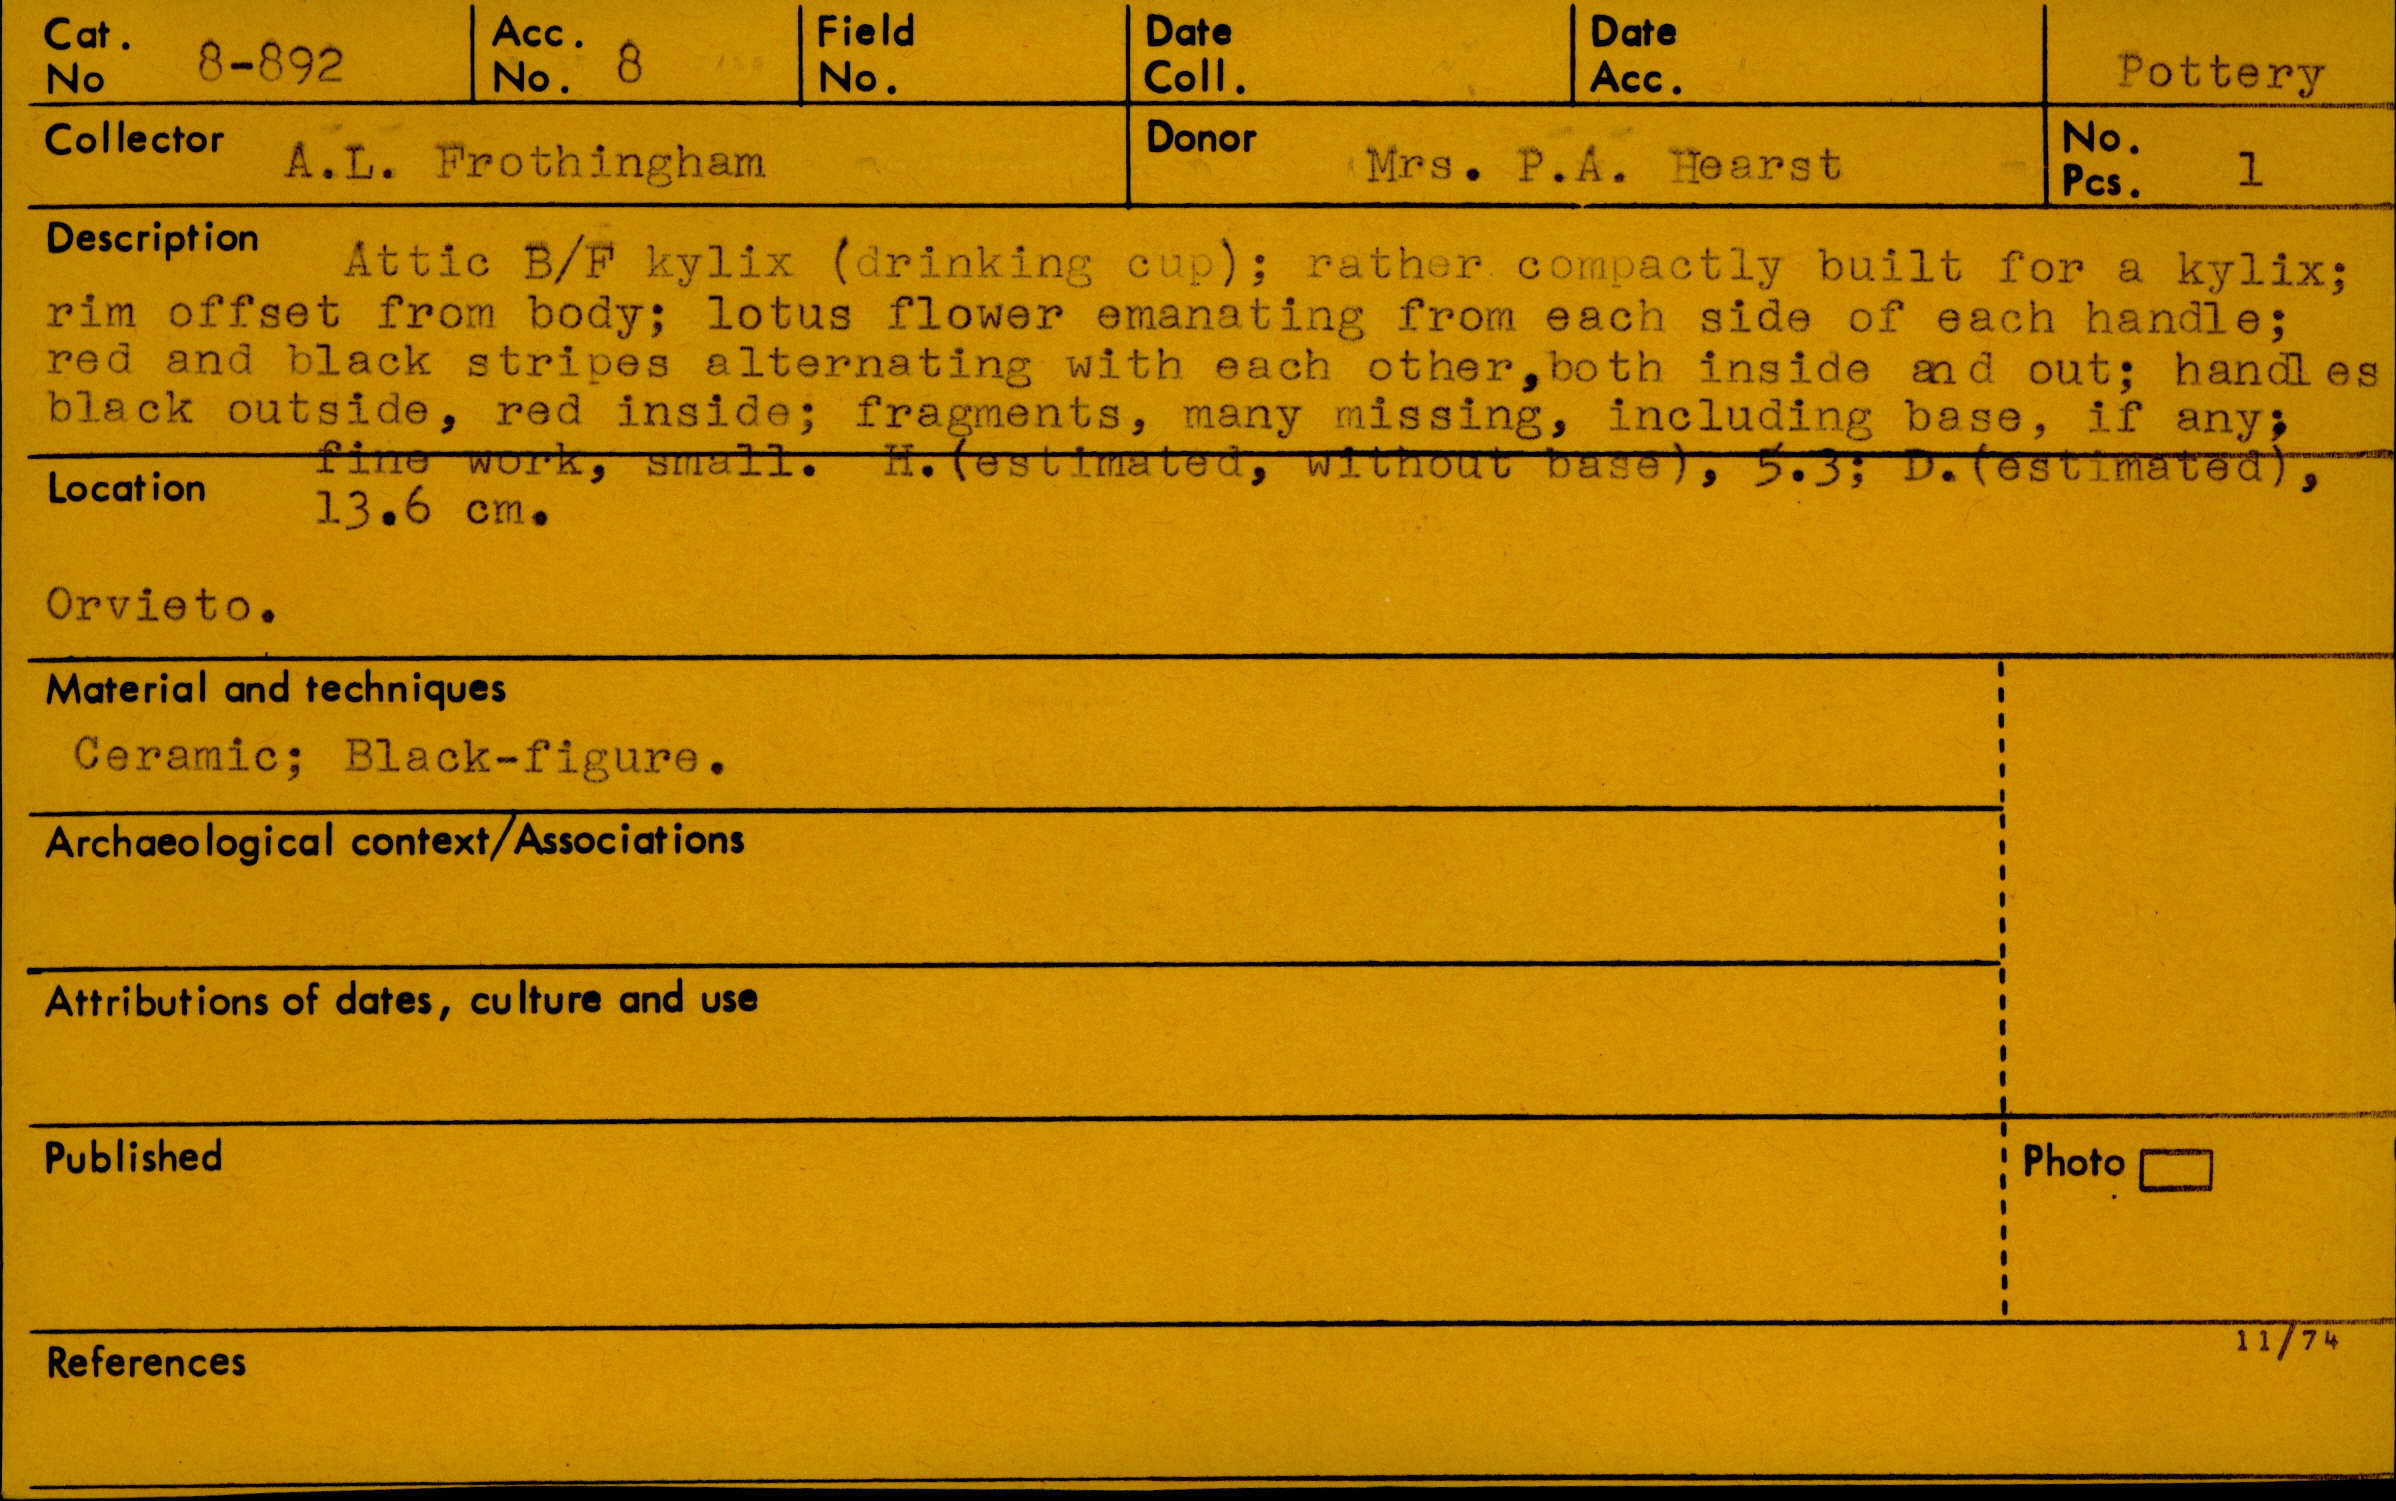 Cat. No 8-892 Acc. No. 8 Field No. Date Coll. Date Acc. Pottery
Collector A.L. Frothingham Donor Mrs. P.A. Hearst No. Pcs. 1
Description Attic B/F kylix (drinking cup); rather compactly built for a kylix;
rim offset from body; lotus flower emanating from each side of each handle;
red and black stripes alternating with each other,both inside and out; handles
black outside, red inside; fragments, many missing, including base, if any;
fine work, small. H.(estimated, without base), 5.3; D.(estimated),
Location 13.6 cm.
Orvieto.
Material and techniques
Ceramic; Black-figure.
Archaeological context/Associations
Attributions of dates, culture and use
Published
Photo
References
11/74